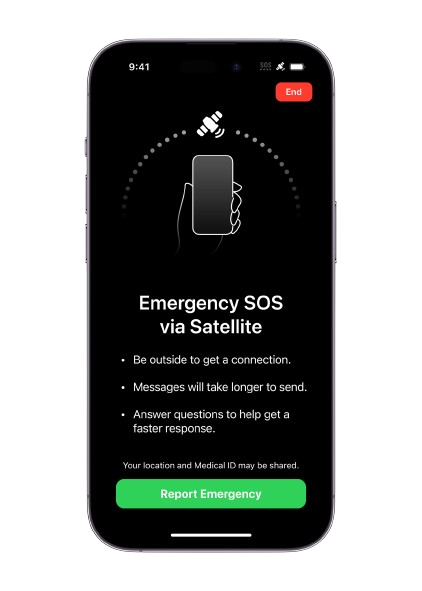 9:41
SOS
End
Emergency SOS
via Satellite
• Be outside to get a connection.
• Messages will take longer to send.
• Answer questions to help get a
faster response.
Your location and Medical ID may be shared.
Report Emergency